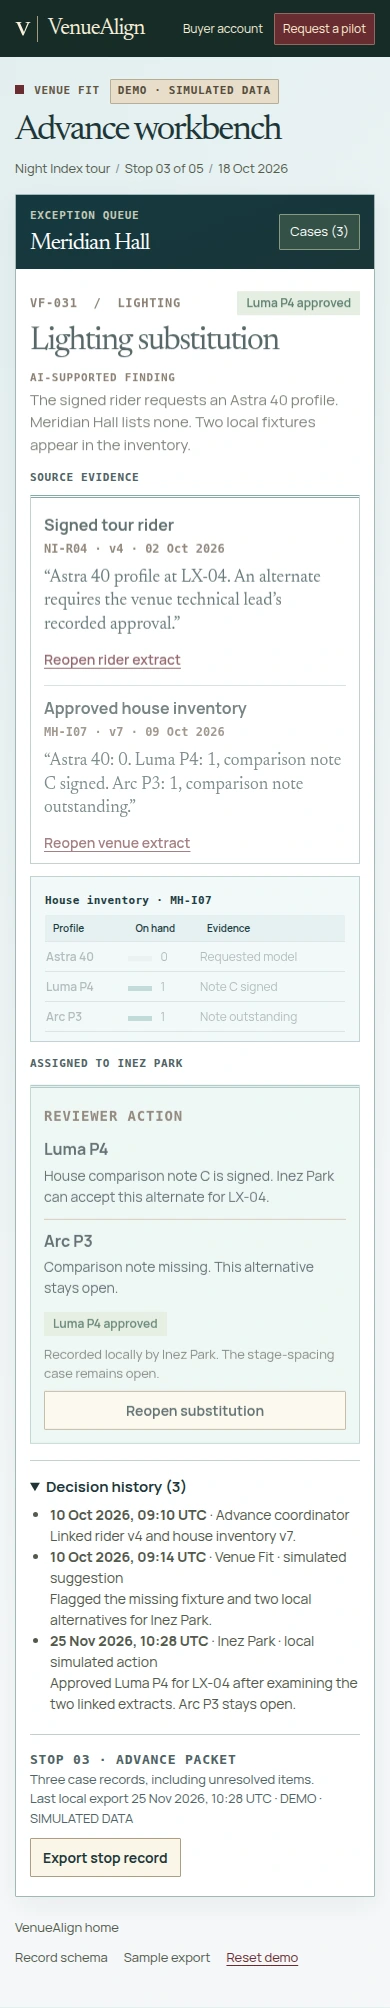 V | VenueAlign Buyer account Request a pilot
VENUE FIT DEMO · SIMULATED DATA
Advance workbench
Night Index tour / Stop 03 of 05 / 18 Oct 2026
EXCEPTION QUEUE
Meridian Hall
Cases (3)
VF-031 / LIGHTING Luma P4 approved
Lighting substitution
AI-SUPPORTED FINDING
The signed rider requests an Astra 40 profile.
Meridian Hall lists none. Two local fixtures
appear in the inventory.
SOURCE EVIDENCE
Signed tour rider
NI-R04 · v4 · 02 Oct 2026
“Astra 40 profile at LX-04. An alternate
requires the venue technical lead’s
recorded approval.”
Reopen rider extract
Approved house inventory
MH-I07 · v7 · 09 Oct 2026
“Astra 40: 0. Luma P4: 1, comparison note
C signed. Arc P3: 1, comparison note
outstanding.”
Reopen venue extract
House inventory · MH-I07
Profile On hand Evidence
Astra 40 0 Requested model
Luma P4 1 Note C signed
Arc P3 1 Note outstanding
ASSIGNED TO INEZ PARK
REVIEWER ACTION
Luma P4
House comparison note C is signed. Inez Park
can accept this alternate for LX-04.
Arc P3
Comparison note missing. This alternative
stays open.
Luma P4 approved
Recorded locally by Inez Park. The stage-spacing
case remains open.
Reopen substitution
▼ Decision history (3)
• 10 Oct 2026, 09:10 UTC · Advance coordinator
Linked rider v4 and house inventory v7.
• 10 Oct 2026, 09:14 UTC · Venue Fit · simulated
suggestion
Flagged the missing fixture and two local
alternatives for Inez Park.
• 25 Nov 2026, 10:28 UTC · Inez Park · local
simulated action
Approved Luma P4 for LX-04 after examining the
two linked extracts. Arc P3 stays open.
STOP 03 · ADVANCE PACKET
Three case records, including unresolved items.
Last local export 25 Nov 2026, 10:28 UTC · DEMO ·
SIMULATED DATA
Export stop record
VenueAlign home
Record schema Sample export Reset demo